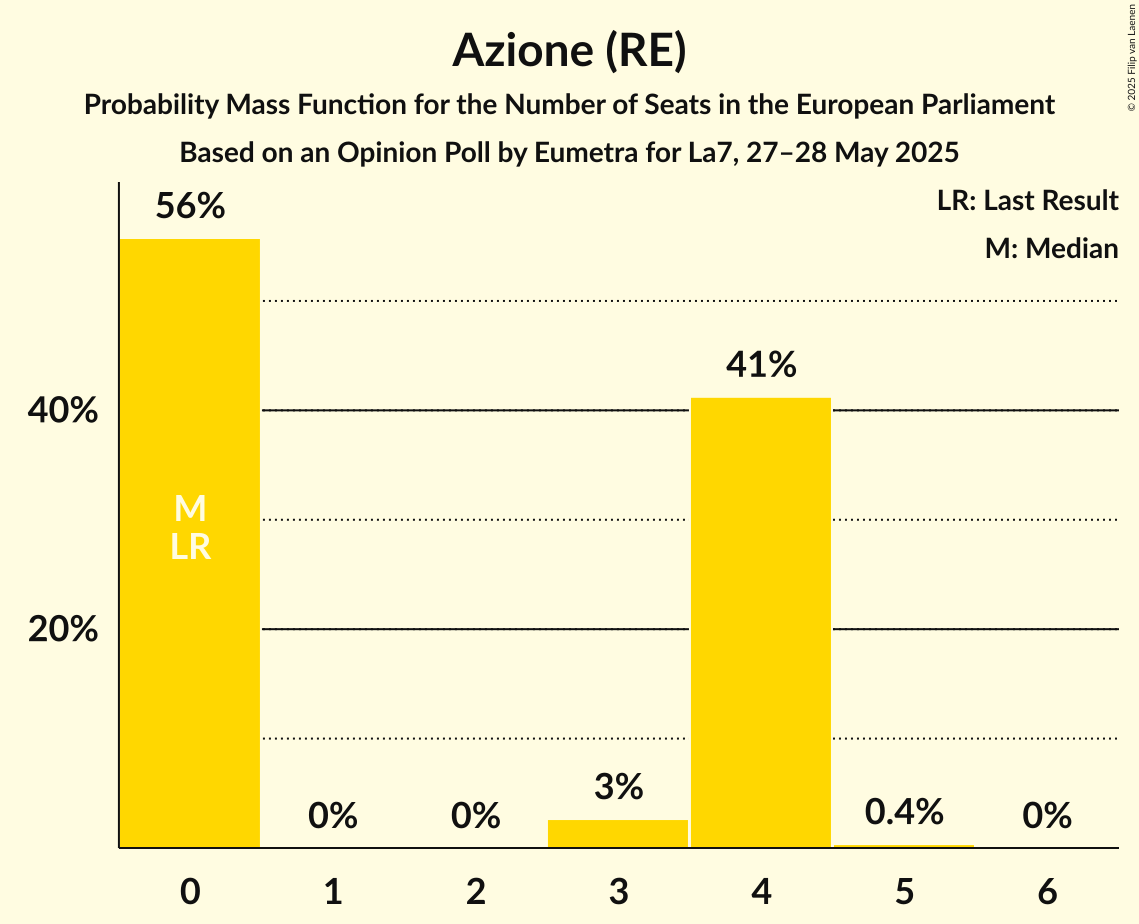 Azione (RE)
Probability Mass Function for the Number of Seats in the European Parliament
Based on an Opinion Poll by Eumetra for La7, 27–28 May 2025
© 2025 Filip van Laenen
LR: Last Result
M: Median
56%
41%
40%
M
LR
20%
3%
0%
0%
0.4%
0%
0 1 2 3 4 5 6